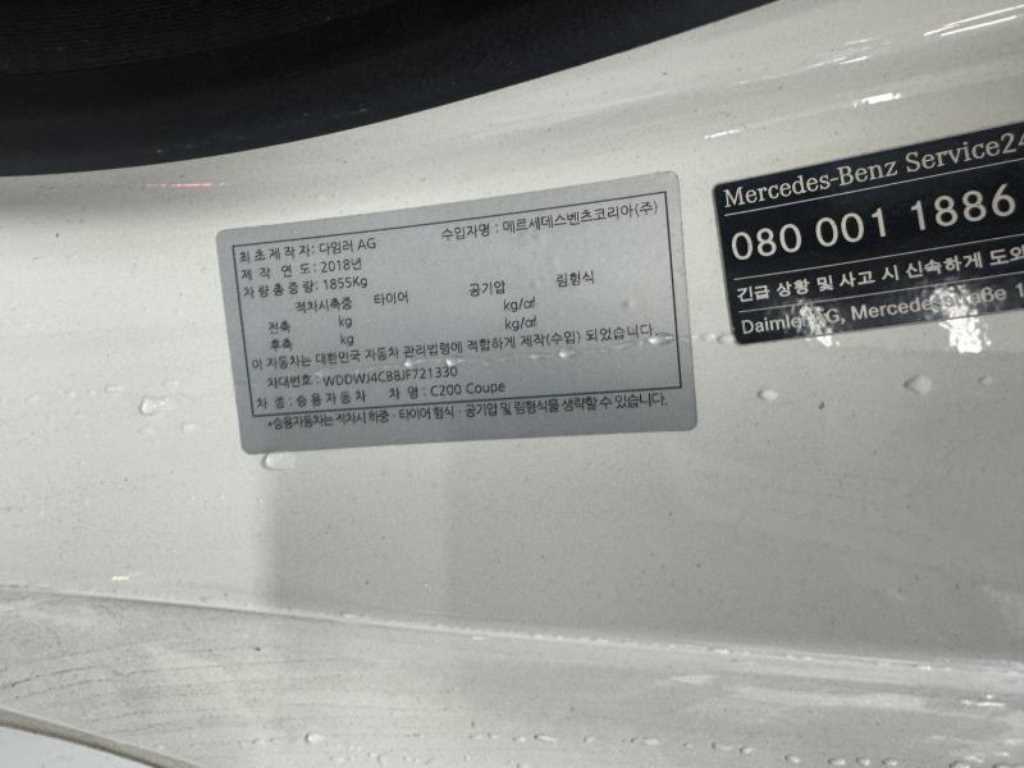 최초제작자: 다임러 AG 수입자명 : 메르세데스벤츠코리아(주)
제 작 연 도: 2018년
차량총중량: 1855Kg
적차시축중 타이어 공기압 림형식
전축 kg kg/㎠
후축 kg kg/㎠
이 자동차는 대한민국 자동차 관리법령에 적합하게 제작(수입) 되었습니다.
차대번호 : WDDWJ4CB8JF721330
차 종 : 승용자동차 차 명 : C200 Coupe
*승용자동차는 적차시 하중 · 타이어 형식 · 공기압 및 림형식을 생략할 수 있습니다.
Mercedes-Benz Service24
080 001 1886
긴급 상황 및 사고 시 신속하게 도와
Daimler AG, Mercedesstraße 1